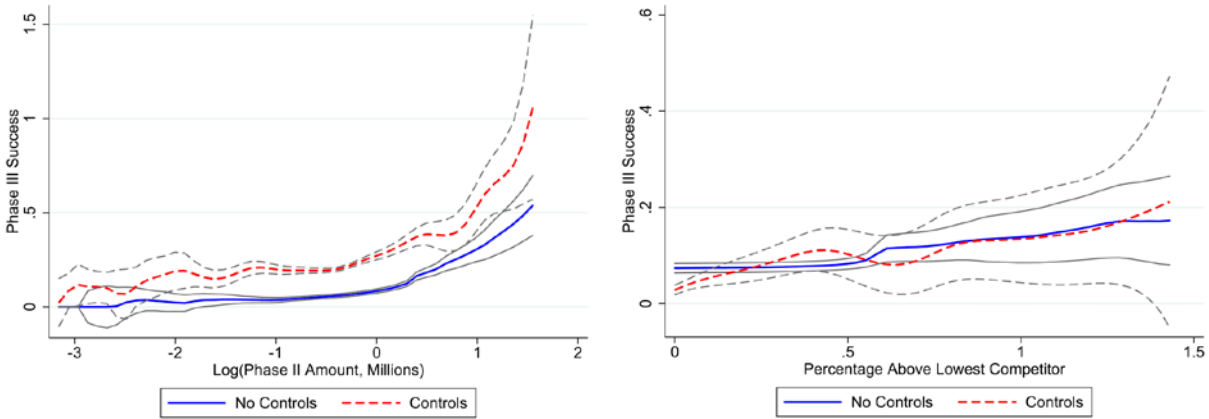 Phase III Success
1.5
1
.5
0
-3 -2 -1 0 1 2
Log(Phase II Amount, Millions)
No Controls Controls
Phase III Success
.6
.4
.2
0
0 .5 1 1.5
Percentage Above Lowest Competitor
No Controls Controls